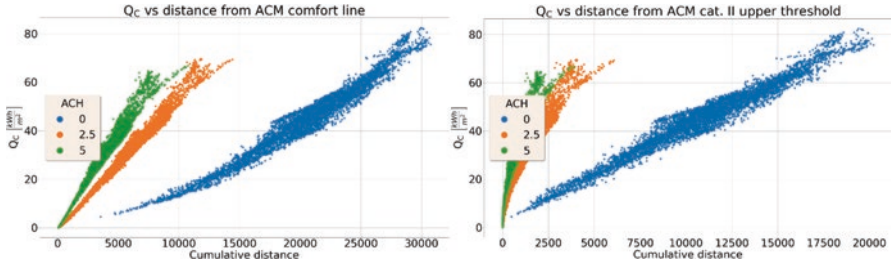 Q_C vs distance from ACM comfort line
80
60
40
20
0
Q_C [kWh/m²]
ACH
0
2.5
5
0 5000 10000 15000 20000 25000 30000
Cumulative distance
Q_C vs distance from ACM cat. II upper threshold
80
60
40
20
0
Q_C [kWh/m²]
ACH
0
2.5
5
0 2500 5000 7500 10000 12500 15000 17500 20000
Cumulative distance